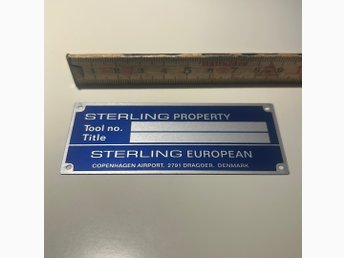 STERLING PROPERTY
Tool no.
Title
STERLING EUROPEAN
COPENHAGEN AIRPORT, 2791 DRAGOER, DENMARK